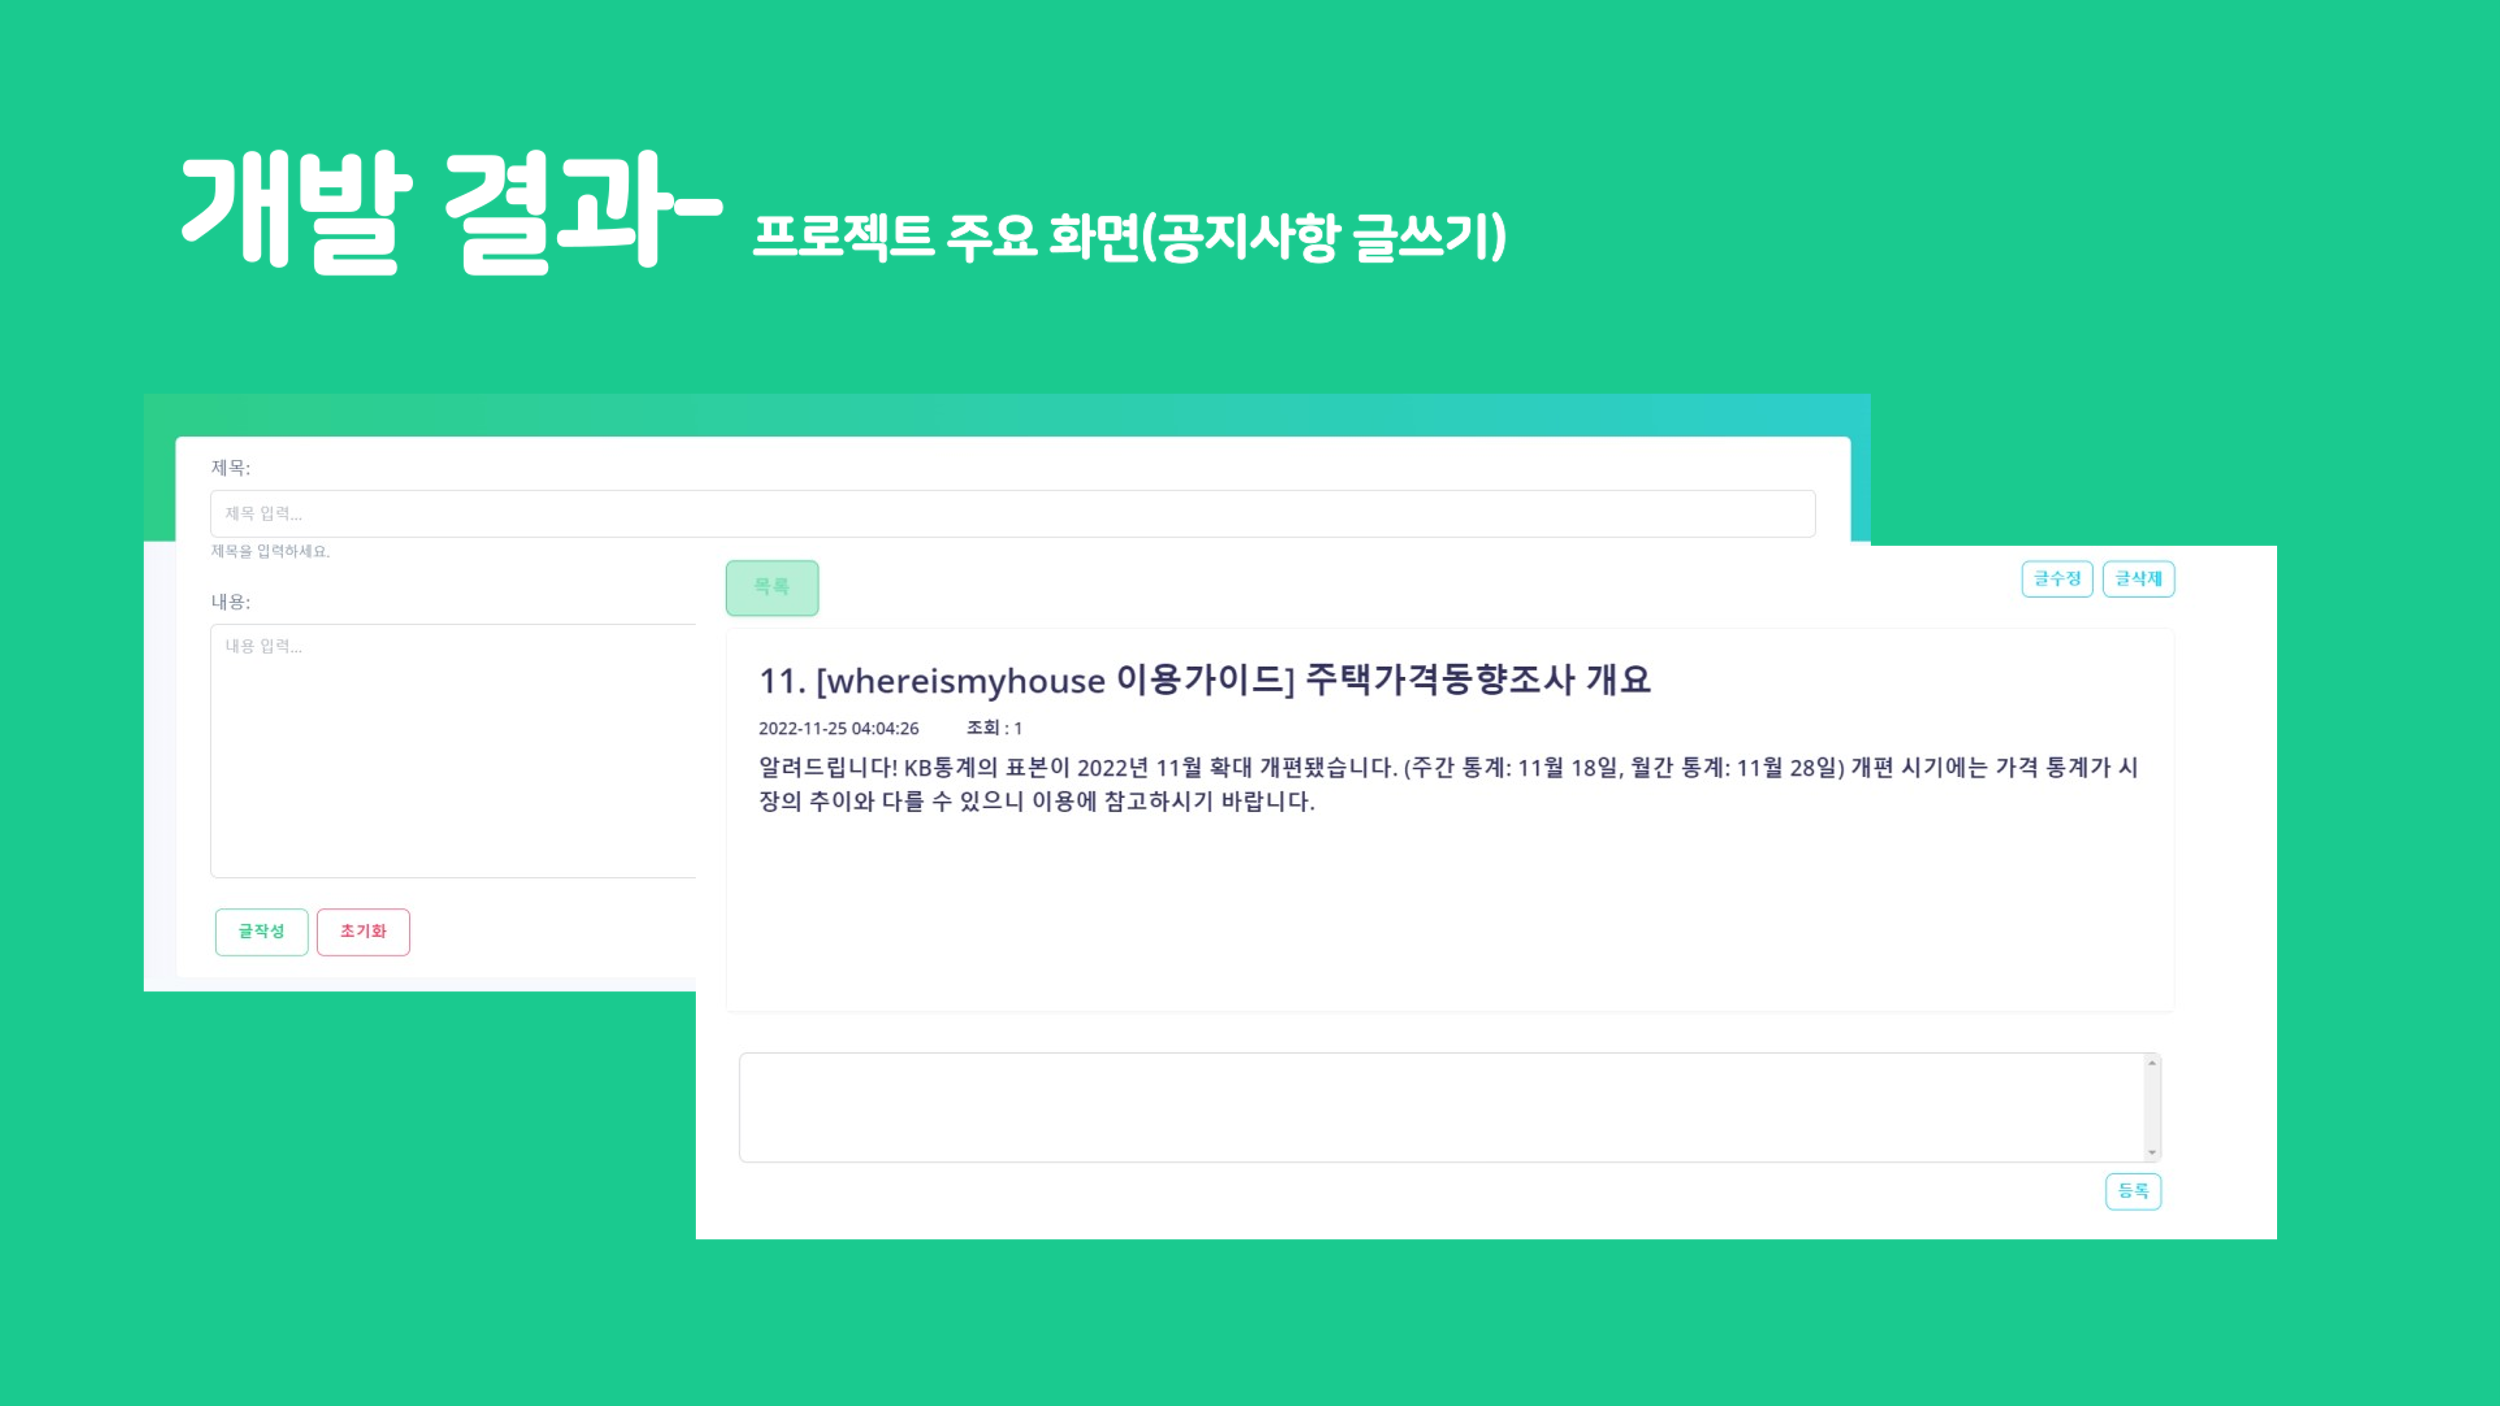 개발 결과- 프로젝트 주요 화면(공지사항 글쓰기)
제목:
제목 입력...
제목을 입력하세요.
내용:
내용 입력...
글작성 초기화
목록 글수정 글삭제
11. [whereismyhouse 이용가이드] 주택가격동향조사 개요
2022-11-25 04:04:26 조회 : 1
알려드립니다! KB통계의 표본이 2022년 11월 확대 개편됐습니다. (주간 통계: 11월 18일, 월간 통계: 11월 28일) 개편 시기에는 가격 통계가 시
장의 추이와 다를 수 있으니 이용에 참고하시기 바랍니다.
등록